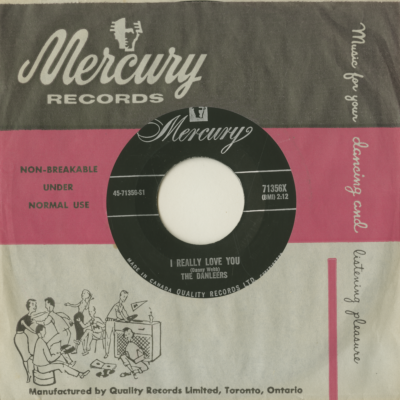 Mercury
RECORDS
Music for your dancing and listening pleasure
NON-BREAKABLE
UNDER
NORMAL USE
Mercury
45-71356-S1
71356X
(BMI) 2:12
I REALLY LOVE YOU
(Danny Webb)
THE DANLEERS
MADE IN CANADA QUALITY RECORDS LTD.
Manufactured by Quality Records Limited, Toronto, Ontario